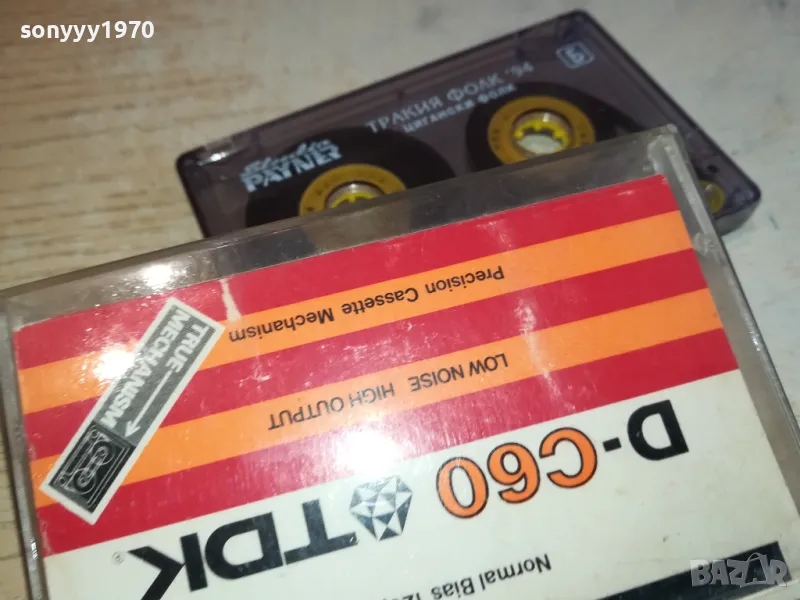 sonyyy1970
ТРАКИЯ ФОЛК '94
ЦИГАНСКИ ФОЛК
Б
PAYNER
Precision Cassette Mechanism
TRUE
MECHANISM
LOW NOISE HIGH OUTPUT
D-C60 TDK®
Normal Bias
BAZAR